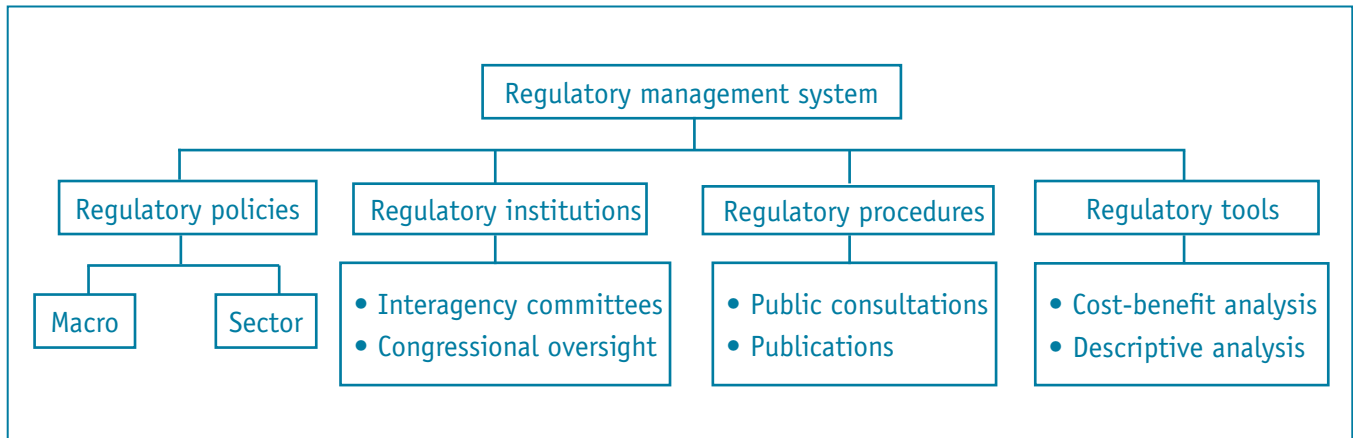 Regulatory management system
Regulatory policies
Regulatory institutions
Regulatory procedures
Regulatory tools
Macro
Sector
• Interagency committees
• Congressional oversight
• Public consultations
• Publications
• Cost-benefit analysis
• Descriptive analysis